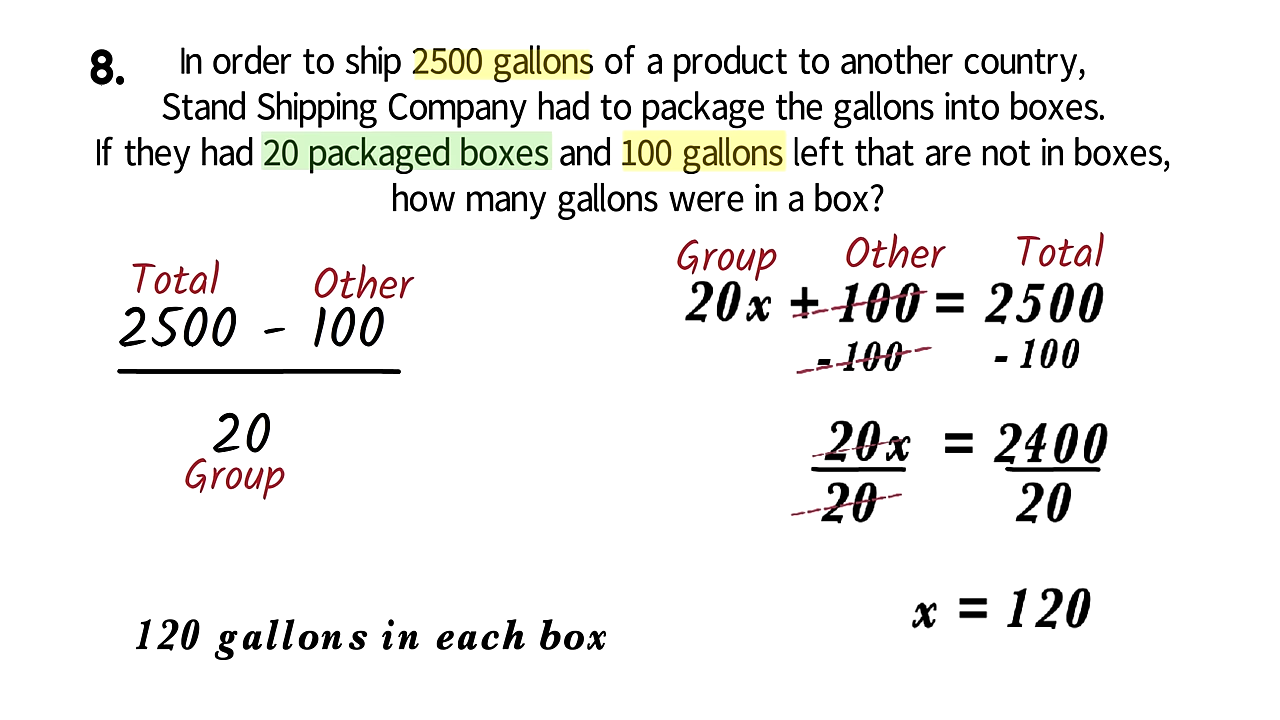 8. In order to ship 2500 gallons of a product to another country,
Stand Shipping Company had to package the gallons into boxes.
If they had 20 packaged boxes and 100 gallons left that are not in boxes,
how many gallons were in a box?
Total Other
2500 - 100
20
Group
120 gallons in each box
Group Other Total
20x + 100 = 2500
- 100 - 100
20x = 2400
20 20
x = 120